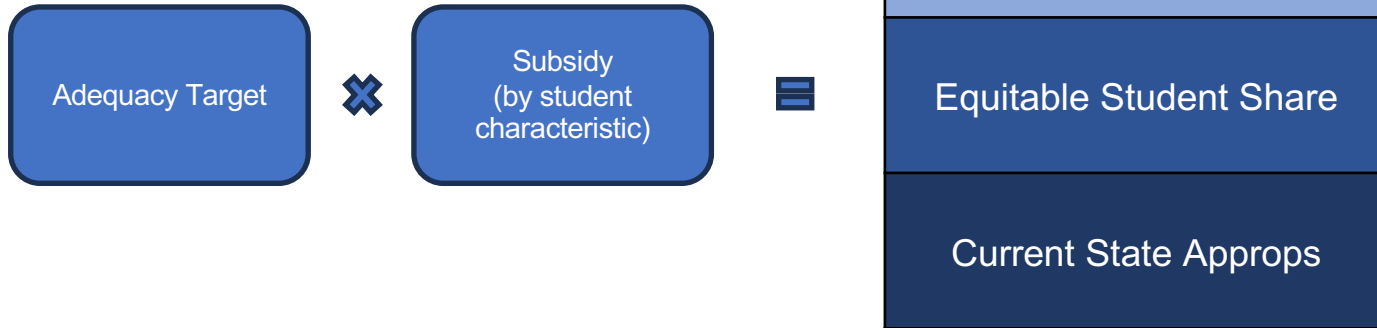 Adequacy Target
Subsidy
(by student
characteristic)
Equitable Student Share
Current State Approps